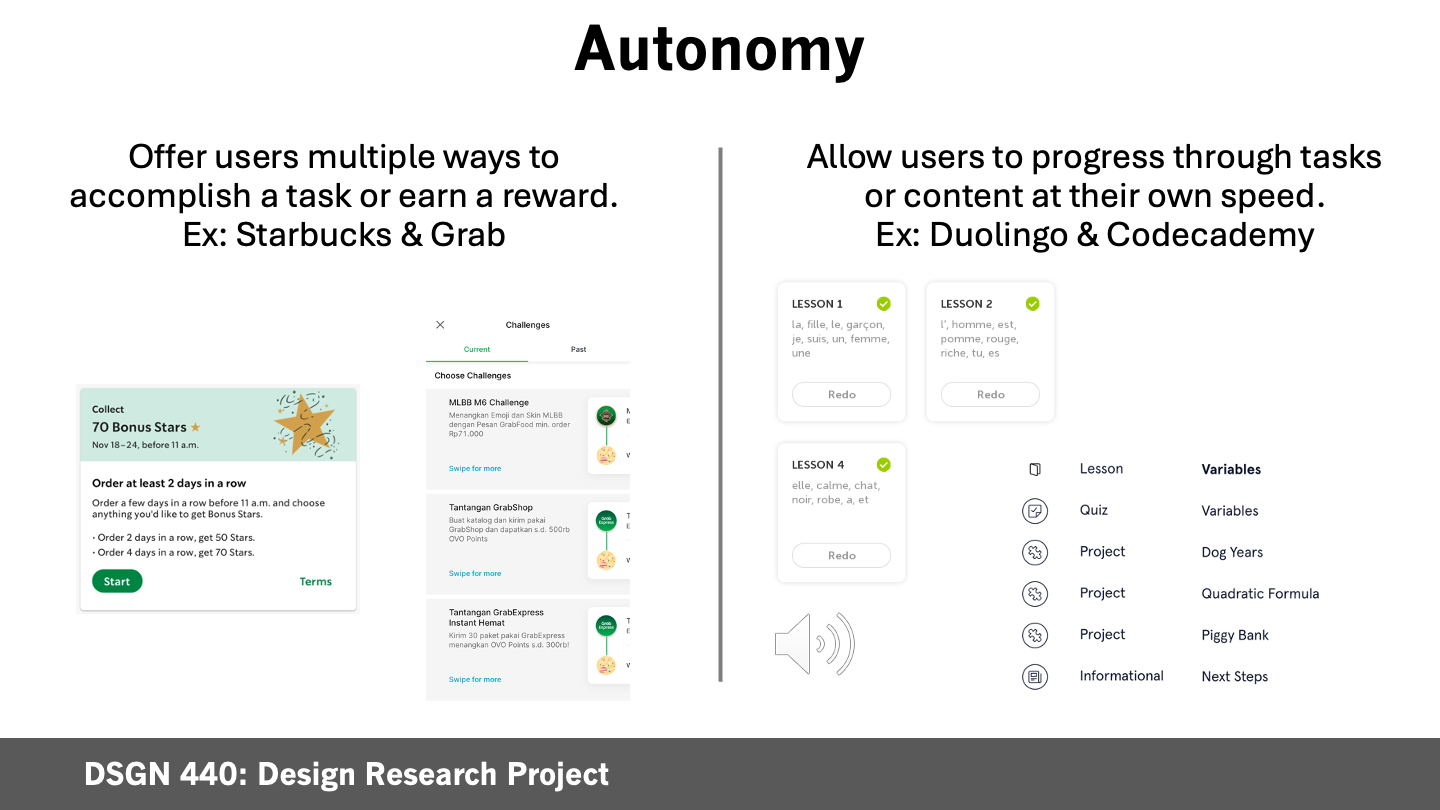 Autonomy
Offer users multiple ways to
accomplish a task or earn a reward.
Ex: Starbucks & Grab
Collect
70 Bonus Stars
Nov 18–24, before 11 a.m.
Order at least 2 days in a row
Order a few days in a row before 11 a.m. and choose
anything you'd like to get Bonus Stars.
· Order 2 days in a row, get 50 Stars.
· Order 4 days in a row, get 70 Stars.
Start
Terms
Challenges
Current
Past
Choose Challenges
MLBB M6 Challenge
Menangkan Emoji dan Skin MLBB
dengan Pesan GrabFood min. order
Rp71.000
Swipe for more
Tantangan GrabShop
Buat katalog dan kirim pakai
GrabShop dan dapatkan s.d. 500rb
OVO Points
Swipe for more
Tantangan GrabExpress
Instant Hemat
Kirim 30 paket pakai GrabExpress
menangkan OVO Points s.d. 300rb!
Swipe for more
Allow users to progress through tasks
or content at their own speed.
Ex: Duolingo & Codecademy
LESSON 1
la, fille, le, garçon,
je, suis, un, femme,
une
Redo
LESSON 2
l', homme, est,
pomme, rouge,
riche, tu, es
Redo
LESSON 4
elle, calme, chat,
noir, robe, a, et
Redo
Lesson Variables
Quiz Variables
Project Dog Years
Project Quadratic Formula
Project Piggy Bank
Informational Next Steps
DSGN 440: Design Research Project